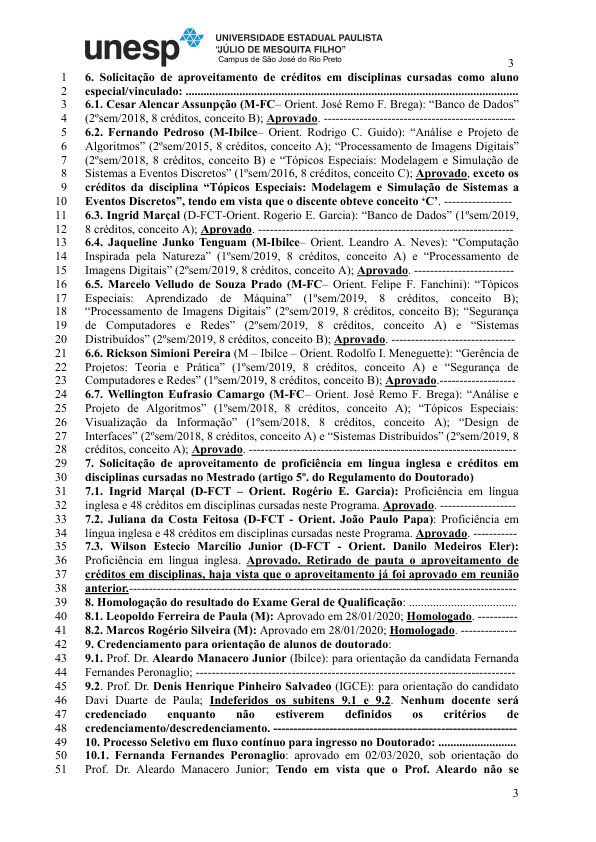 unesp
UNIVERSIDADE ESTADUAL PAULISTA
“JÚLIO DE MESQUITA FILHO”
Campus de São José do Rio Preto
3
1 6. Solicitação de aproveitamento de créditos em disciplinas cursadas como aluno
2 especial/vinculado: ..................................................................................................................
3 6.1. Cesar Alencar Assunpção (M-FC– Orient. José Remo F. Brega): “Banco de Dados”
4 (2ºsem/2018, 8 créditos, conceito B); Aprovado. -------------------------------------------------
5 6.2. Fernando Pedroso (M-Ibilce– Orient. Rodrigo C. Guido): “Análise e Projeto de
6 Algoritmos” (2ºsem/2015, 8 créditos, conceito A); “Processamento de Imagens Digitais”
7 (2ºsem/2018, 8 créditos, conceito B) e “Tópicos Especiais: Modelagem e Simulação de
8 Sistemas a Eventos Discretos” (1ºsem/2016, 8 créditos, conceito C); Aprovado, exceto os
9 créditos da disciplina “Tópicos Especiais: Modelagem e Simulação de Sistemas a
10 Eventos Discretos”, tendo em vista que o discente obteve conceito ‘C’. -----------------
11 6.3. Ingrid Marçal (D-FCT-Orient. Rogerio E. Garcia): “Banco de Dados” (1ºsem/2019,
12 8 créditos, conceito A); Aprovado. -----------------------------------------------------------------
13 6.4. Jaqueline Junko Tenguam (M-Ibilce– Orient. Leandro A. Neves): “Computação
14 Inspirada pela Natureza” (1ºsem/2019, 8 créditos, conceito A) e “Processamento de
15 Imagens Digitais” (2ºsem/2019, 8 créditos, conceito A); Aprovado. -------------------------
16 6.5. Marcelo Velludo de Souza Prado (M-FC– Orient. Felipe F. Fanchini): “Tópicos
17 Especiais: Aprendizado de Máquina” (1ºsem/2019, 8 créditos, conceito B);
18 “Processamento de Imagens Digitais” (2ºsem/2018, 8 créditos, conceito B); “Segurança
19 de Computadores e Redes” (2ºsem/2019, 8 créditos, conceito A) e “Sistemas
20 Distribuídos” (2ºsem/2019, 8 créditos, conceito B); Aprovado. -------------------------------
21 6.6. Rickson Simioni Pereira (M – Ibilce – Orient. Rodolfo I. Meneguette): “Gerência de
22 Projetos: Teoria e Prática” (1ºsem/2019, 8 créditos, conceito A) e “Segurança de
23 Computadores e Redes” (1ºsem/2019, 8 créditos, conceito B); Aprovado.-------------------
24 6.7. Wellington Eufrasio Camargo (M-FC– Orient. José Remo F. Brega): “Análise e
25 Projeto de Algoritmos” (1ºsem/2018, 8 créditos, conceito A); “Tópicos Especiais:
26 Visualização da Informação” (1ºsem/2018, 8 créditos, conceito A); “Design de
27 Interfaces” (2ºsem/2018, 8 créditos, conceito A) e “Sistemas Distribuídos” (2ºsem/2019, 8
28 créditos, conceito A); Aprovado. --------------------------------------------------------------------
29 7. Solicitação de aproveitamento de proficiência em língua inglesa e créditos em
30 disciplinas cursadas no Mestrado (artigo 5º. do Regulamento do Doutorado)
31 7.1. Ingrid Marçal (D-FCT – Orient. Rogério E. Garcia): Proficiência em língua
32 inglesa e 48 créditos em disciplinas cursadas neste Programa. Aprovado. -------------------
33 7.2. Juliana da Costa Feitosa (D-FCT - Orient. João Paulo Papa): Proficiência em
34 língua inglesa e 48 créditos em disciplinas cursadas neste Programa. Aprovado. -----------
35 7.3. Wilson Estecio Marcílio Junior (D-FCT - Orient. Danilo Medeiros Eler):
36 Proficiência em língua inglesa. Aprovado. Retirado de pauta o aproveitamento de
37 créditos em disciplinas, haja vista que o aproveitamento já foi aprovado em reunião
38 anterior.---------------------------------------------------------------------------------------------------
39 8. Homologação do resultado do Exame Geral de Qualificação: ...................................
40 8.1. Leopoldo Ferreira de Paula (M): Aprovado em 28/01/2020; Homologado. ----------
41 8.2. Marcos Rogério Silveira (M): Aprovado em 28/01/2020; Homologado. --------------
42 9. Credenciamento para orientação de alunos de doutorado:
43 9.1. Prof. Dr. Aleardo Manacero Junior (Ibilce): para orientação da candidata Fernanda
44 Fernandes Peronaglio; ---------------------------------------------------------------------------------
45 9.2. Prof. Dr. Denis Henrique Pinheiro Salvadeo (IGCE): para orientação do candidato
46 Davi Duarte de Paula; Indeferidos os subitens 9.1 e 9.2. Nenhum docente será
47 credenciado enquanto não estiverem definidos os critérios de
48 credenciamento/descredenciamento. --------------------------------------------------------------
49 10. Processo Seletivo em fluxo contínuo para ingresso no Doutorado: .........................
50 10.1. Fernanda Fernandes Peronaglio: aprovado em 02/03/2020, sob orientação do
51 Prof. Dr. Aleardo Manacero Junior; Tendo em vista que o Prof. Aleardo não se
3